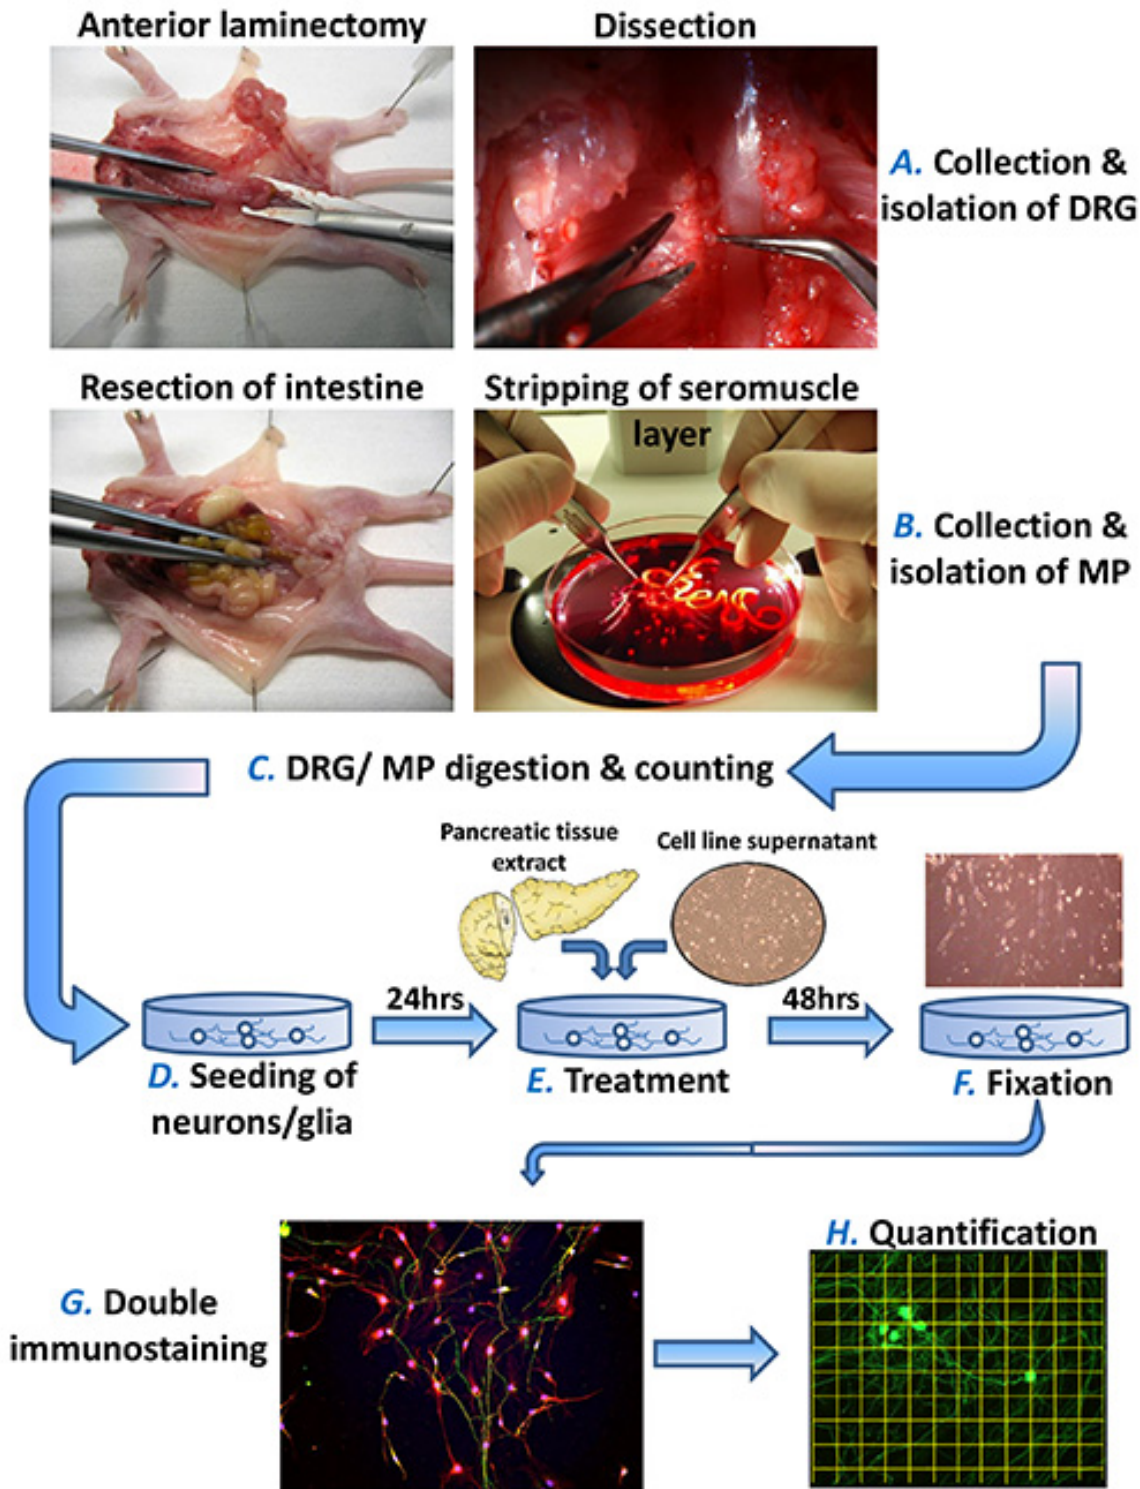 Anterior laminectomy
Dissection
A. Collection &
isolation of DRG
Resection of intestine
Stripping of seromuscle
layer
B. Collection &
isolation of MP
C. DRG/ MP digestion & counting
Pancreatic tissue
extract
Cell line supernatant
24hrs
48hrs
D. Seeding of
neurons/glia
E. Treatment
F. Fixation
G. Double
immunostaining
H. Quantification